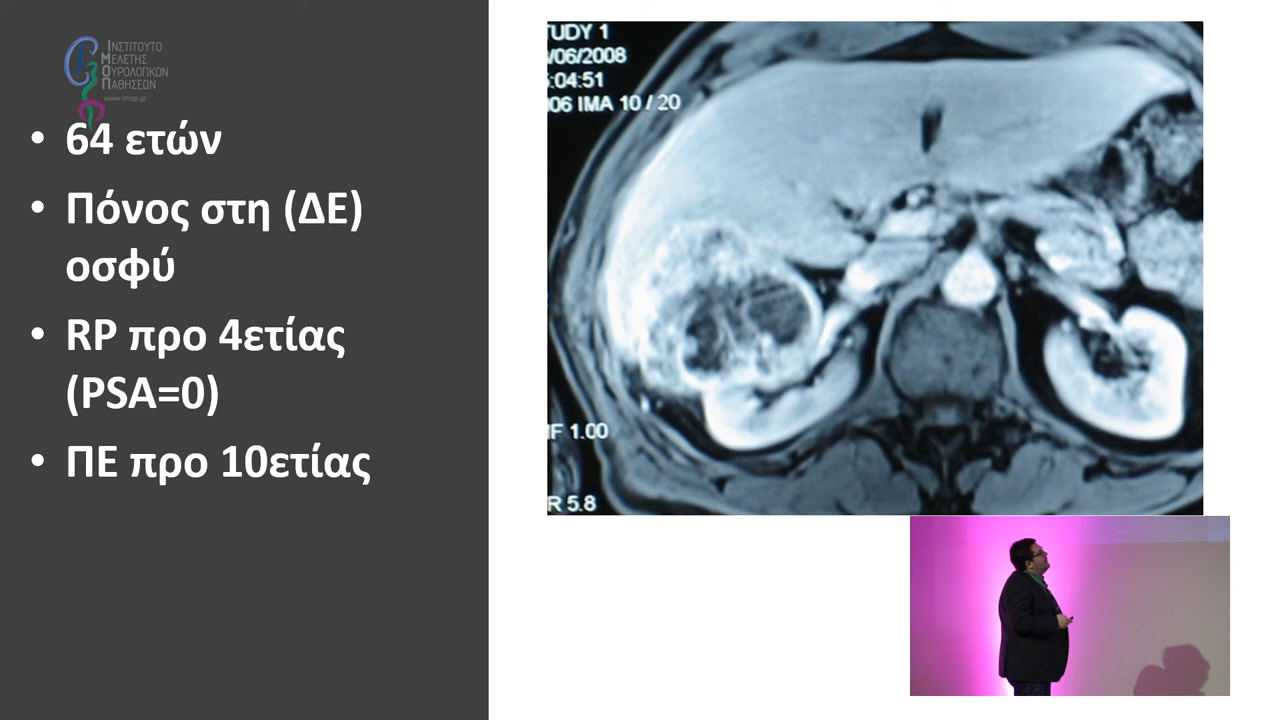 ΙΝΣΤΙΤΟΥΤΟ
ΜΕΛΕΤΗΣ
ΟΥΡΟΛΟΓΙΚΩΝ
ΠΑΘΗΣΕΩΝ
www.imop.gr
• 64 ετών
• Πόνος στη (ΔΕ)
οσφύ
• RP προ 4ετίας
(PSA=0)
• ΠΕ προ 10ετίας
TUDY 1
/06/2008
:04:51
06 IMA 10 / 20
F 1.00
R 5.8